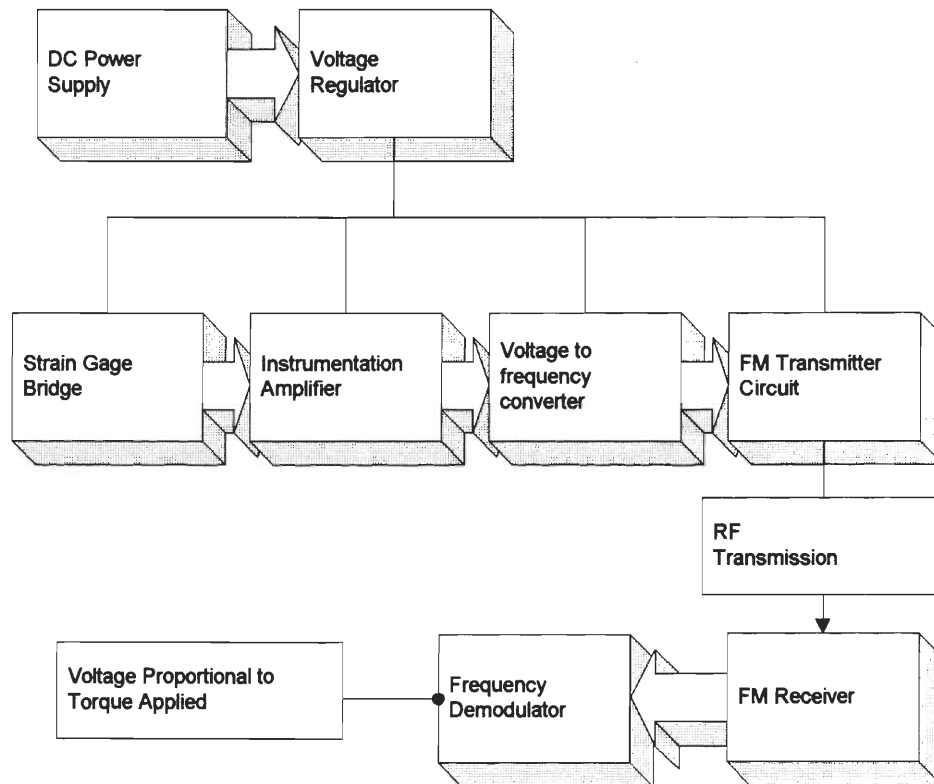 DC Power
Supply
Voltage
Regulator
Strain Gage
Bridge
Instrumentation
Amplifier
Voltage to
frequency
converter
FM Transmitter
Circuit
RF
Transmission
Voltage Proportional to
Torque Applied
Frequency
Demodulator
FM Receiver